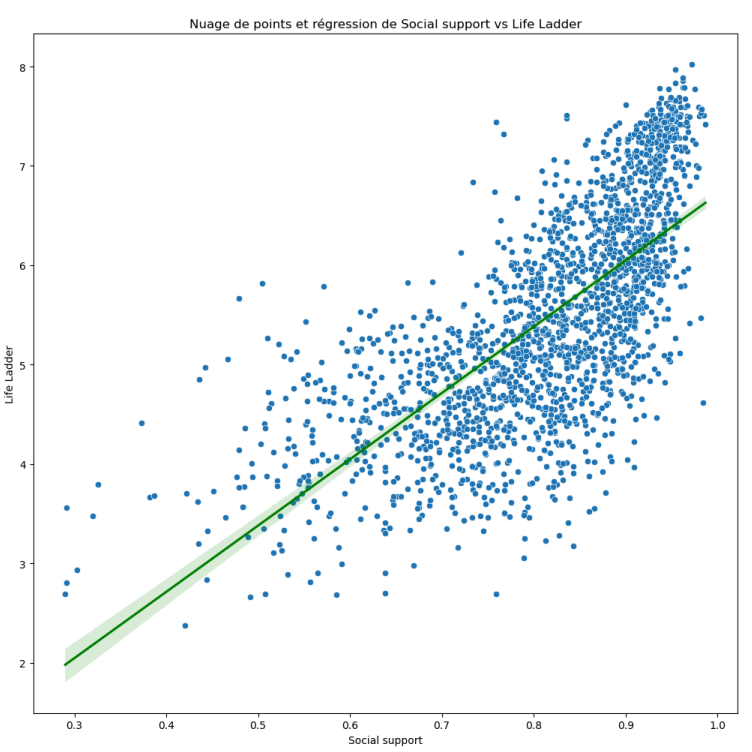 Nuage de points et régression de Social support vs Life Ladder
8
7
6
5
4
3
2
Life Ladder
0.3 0.4 0.5 0.6 0.7 0.8 0.9 1.0
Social support